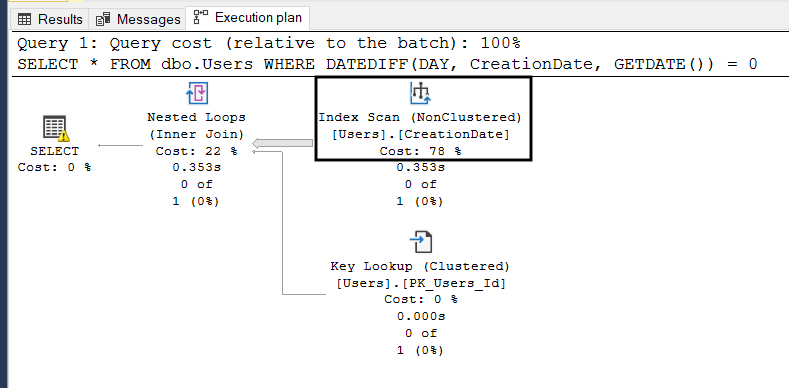 Results Messages Execution plan
Query 1: Query cost (relative to the batch): 100%
SELECT * FROM dbo.Users WHERE DATEDIFF(DAY, CreationDate, GETDATE()) = 0
SELECT
Cost: 0 %
Nested Loops
(Inner Join)
Cost: 22 %
0.353s
0 of
1 (0%)
Index Scan (NonClustered)
[Users].[CreationDate]
Cost: 78 %
0.353s
0 of
1 (0%)
Key Lookup (Clustered)
[Users].[PK_Users_Id]
Cost: 0 %
0.000s
0 of
1 (0%)